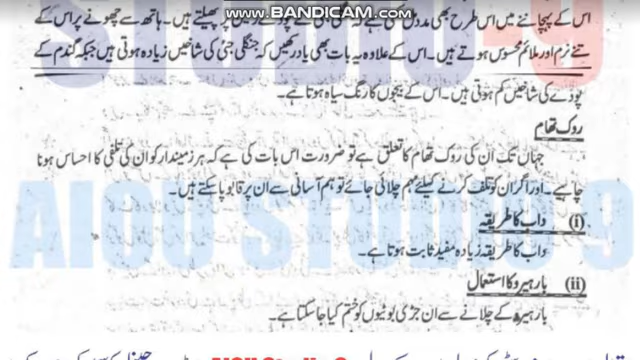 WWW.BANDICAM.COM
اس کے پہچاننے میں اس طرح بھی مدد پر پھیلتے ہیں۔ ہاتھ سے چھونے پر اس کے
پتے نرم اور ملائم محسوس ہوتے ہیں۔ اس کے علاوہ یہ بات بھی یاد رکھیں کہ جنگلی جئی کی شاخیں زیادہ ہوتی ہیں جبکہ گندم کے
پودے کی شاخیں کم ہوتی ہیں۔ اس کے بیجوں کا رنگ سیاہ ہوتا ہے۔
روک تھام
جہاں تک ان کی روک تھام کا تعلق ہے تو ضرورت اس بات کی ہے کہ ہر زمیندار کو ان کی تلفی کا احساس ہونا
چاہیے۔ اور اگر ان کو تلف کرنے کیلئے مہم چلائی جائے تو ہم آسانی سے ان پر قابو پا سکتے ہیں۔
(i) داب کا طریقہ
داب کا طریقہ زیادہ مفید ثابت ہوتا ہے۔
(ii) بار ہیرو کا استعمال
بار ہیرو کے چلانے سے ان جڑی بوٹیوں کو ختم کیا جا سکتا ہے۔
AIOU STUDIO 9